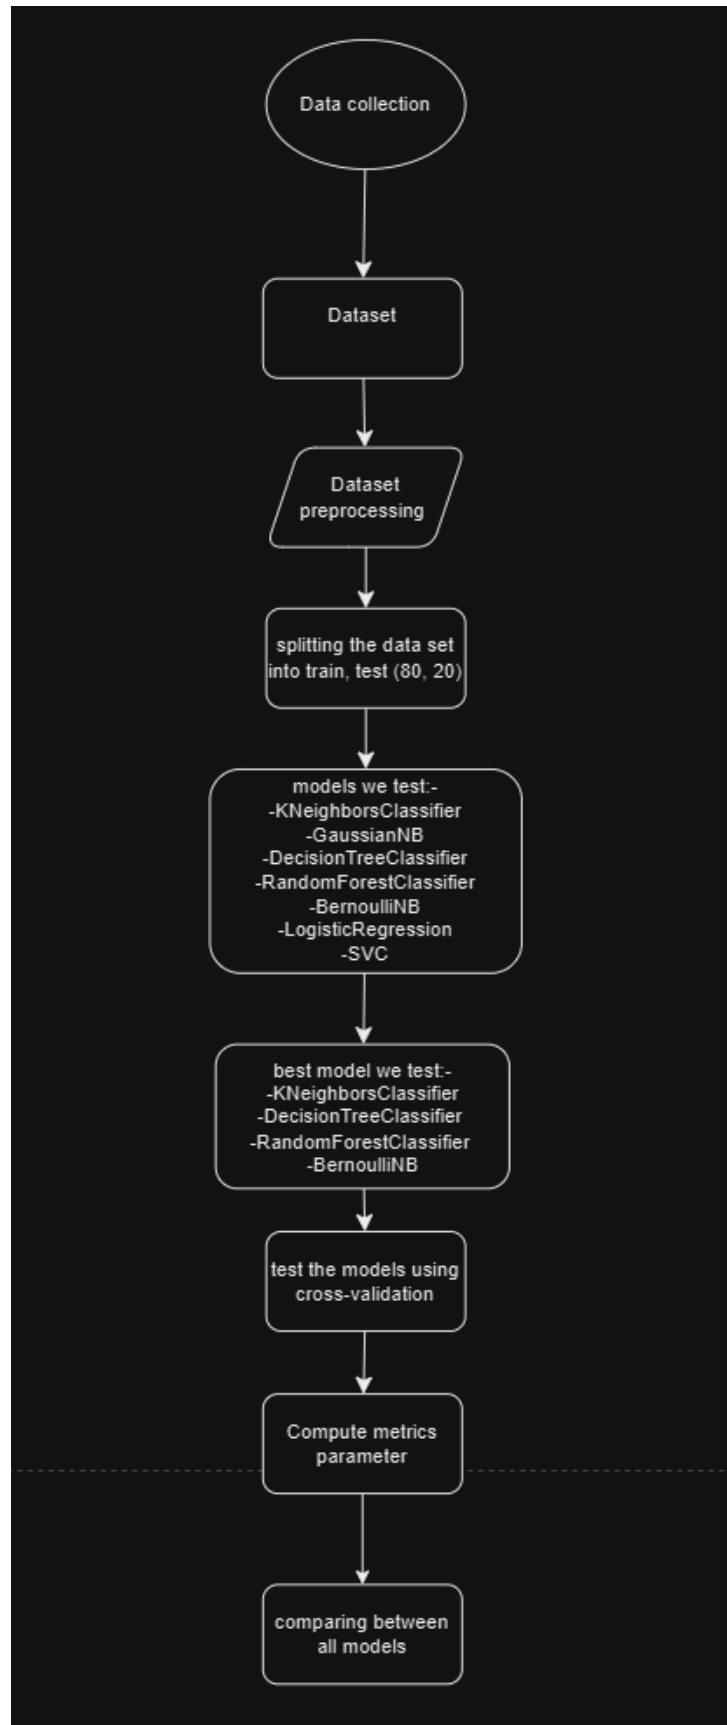 Data collection
Dataset
Dataset
preprocessing
splitting the data set
into train, test (80, 20)
models we test:-
-KNeighborsClassifier
-GaussianNB
-DecisionTreeClassifier
-RandomForestClassifier
-BernoulliNB
-LogisticRegression
-SVC
best model we test:-
-KNeighborsClassifier
-DecisionTreeClassifier
-RandomForestClassifier
-BernoulliNB
test the models using
cross-validation
Compute metrics
parameter
comparing between
all models